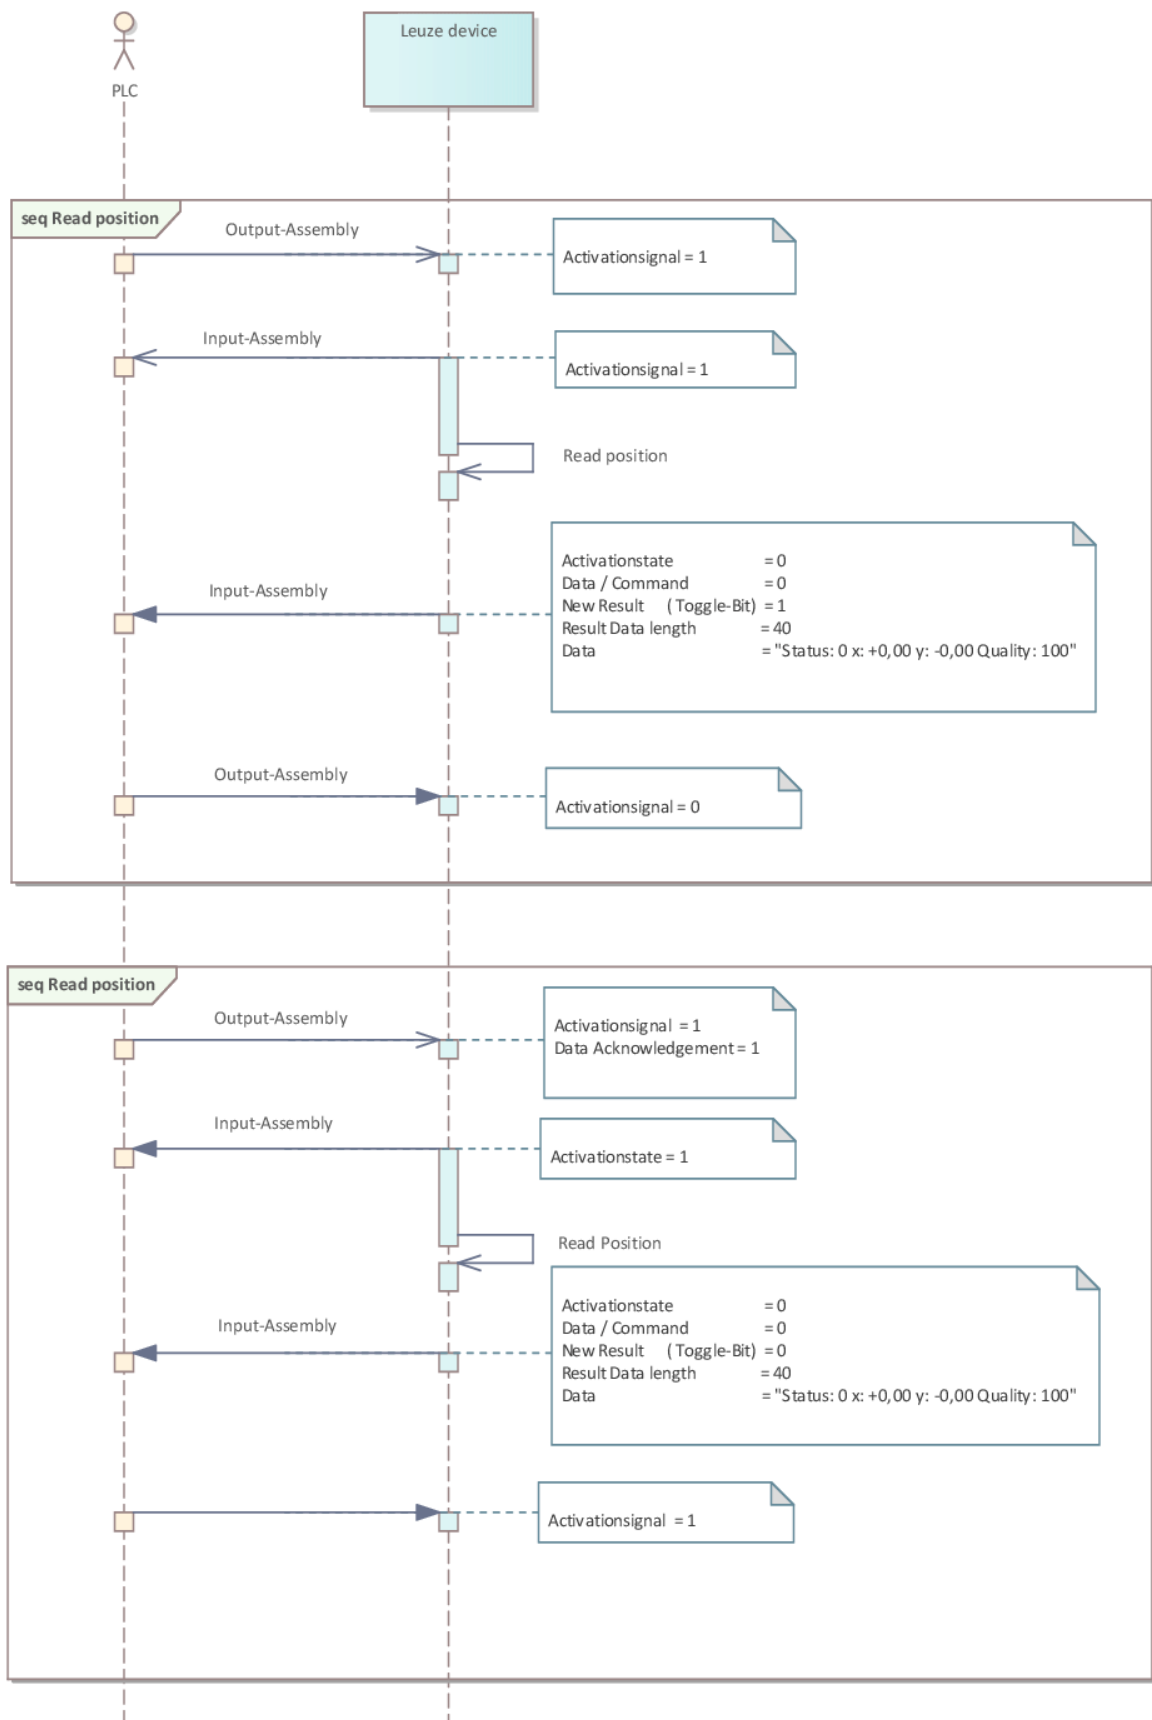 Leuze device
PLC
seq Read position
Output-Assembly
Activationsignal = 1
Input-Assembly
Activationsignal = 1
Read position
Activationstate = 0
Data / Command = 0
New Result ( Toggle-Bit) = 1
Result Data length = 40
Data = "Status: 0 x: +0,00 y: -0,00 Quality: 100"
Input-Assembly
Output-Assembly
Activationsignal = 0
seq Read position
Output-Assembly
Activationsignal = 1
Data Acknowledgement = 1
Input-Assembly
Activationstate = 1
Read Position
Activationstate = 0
Data / Command = 0
New Result ( Toggle-Bit) = 0
Result Data length = 40
Data = "Status: 0 x: +0,00 y: -0,00 Quality: 100"
Input-Assembly
Activationsignal = 1